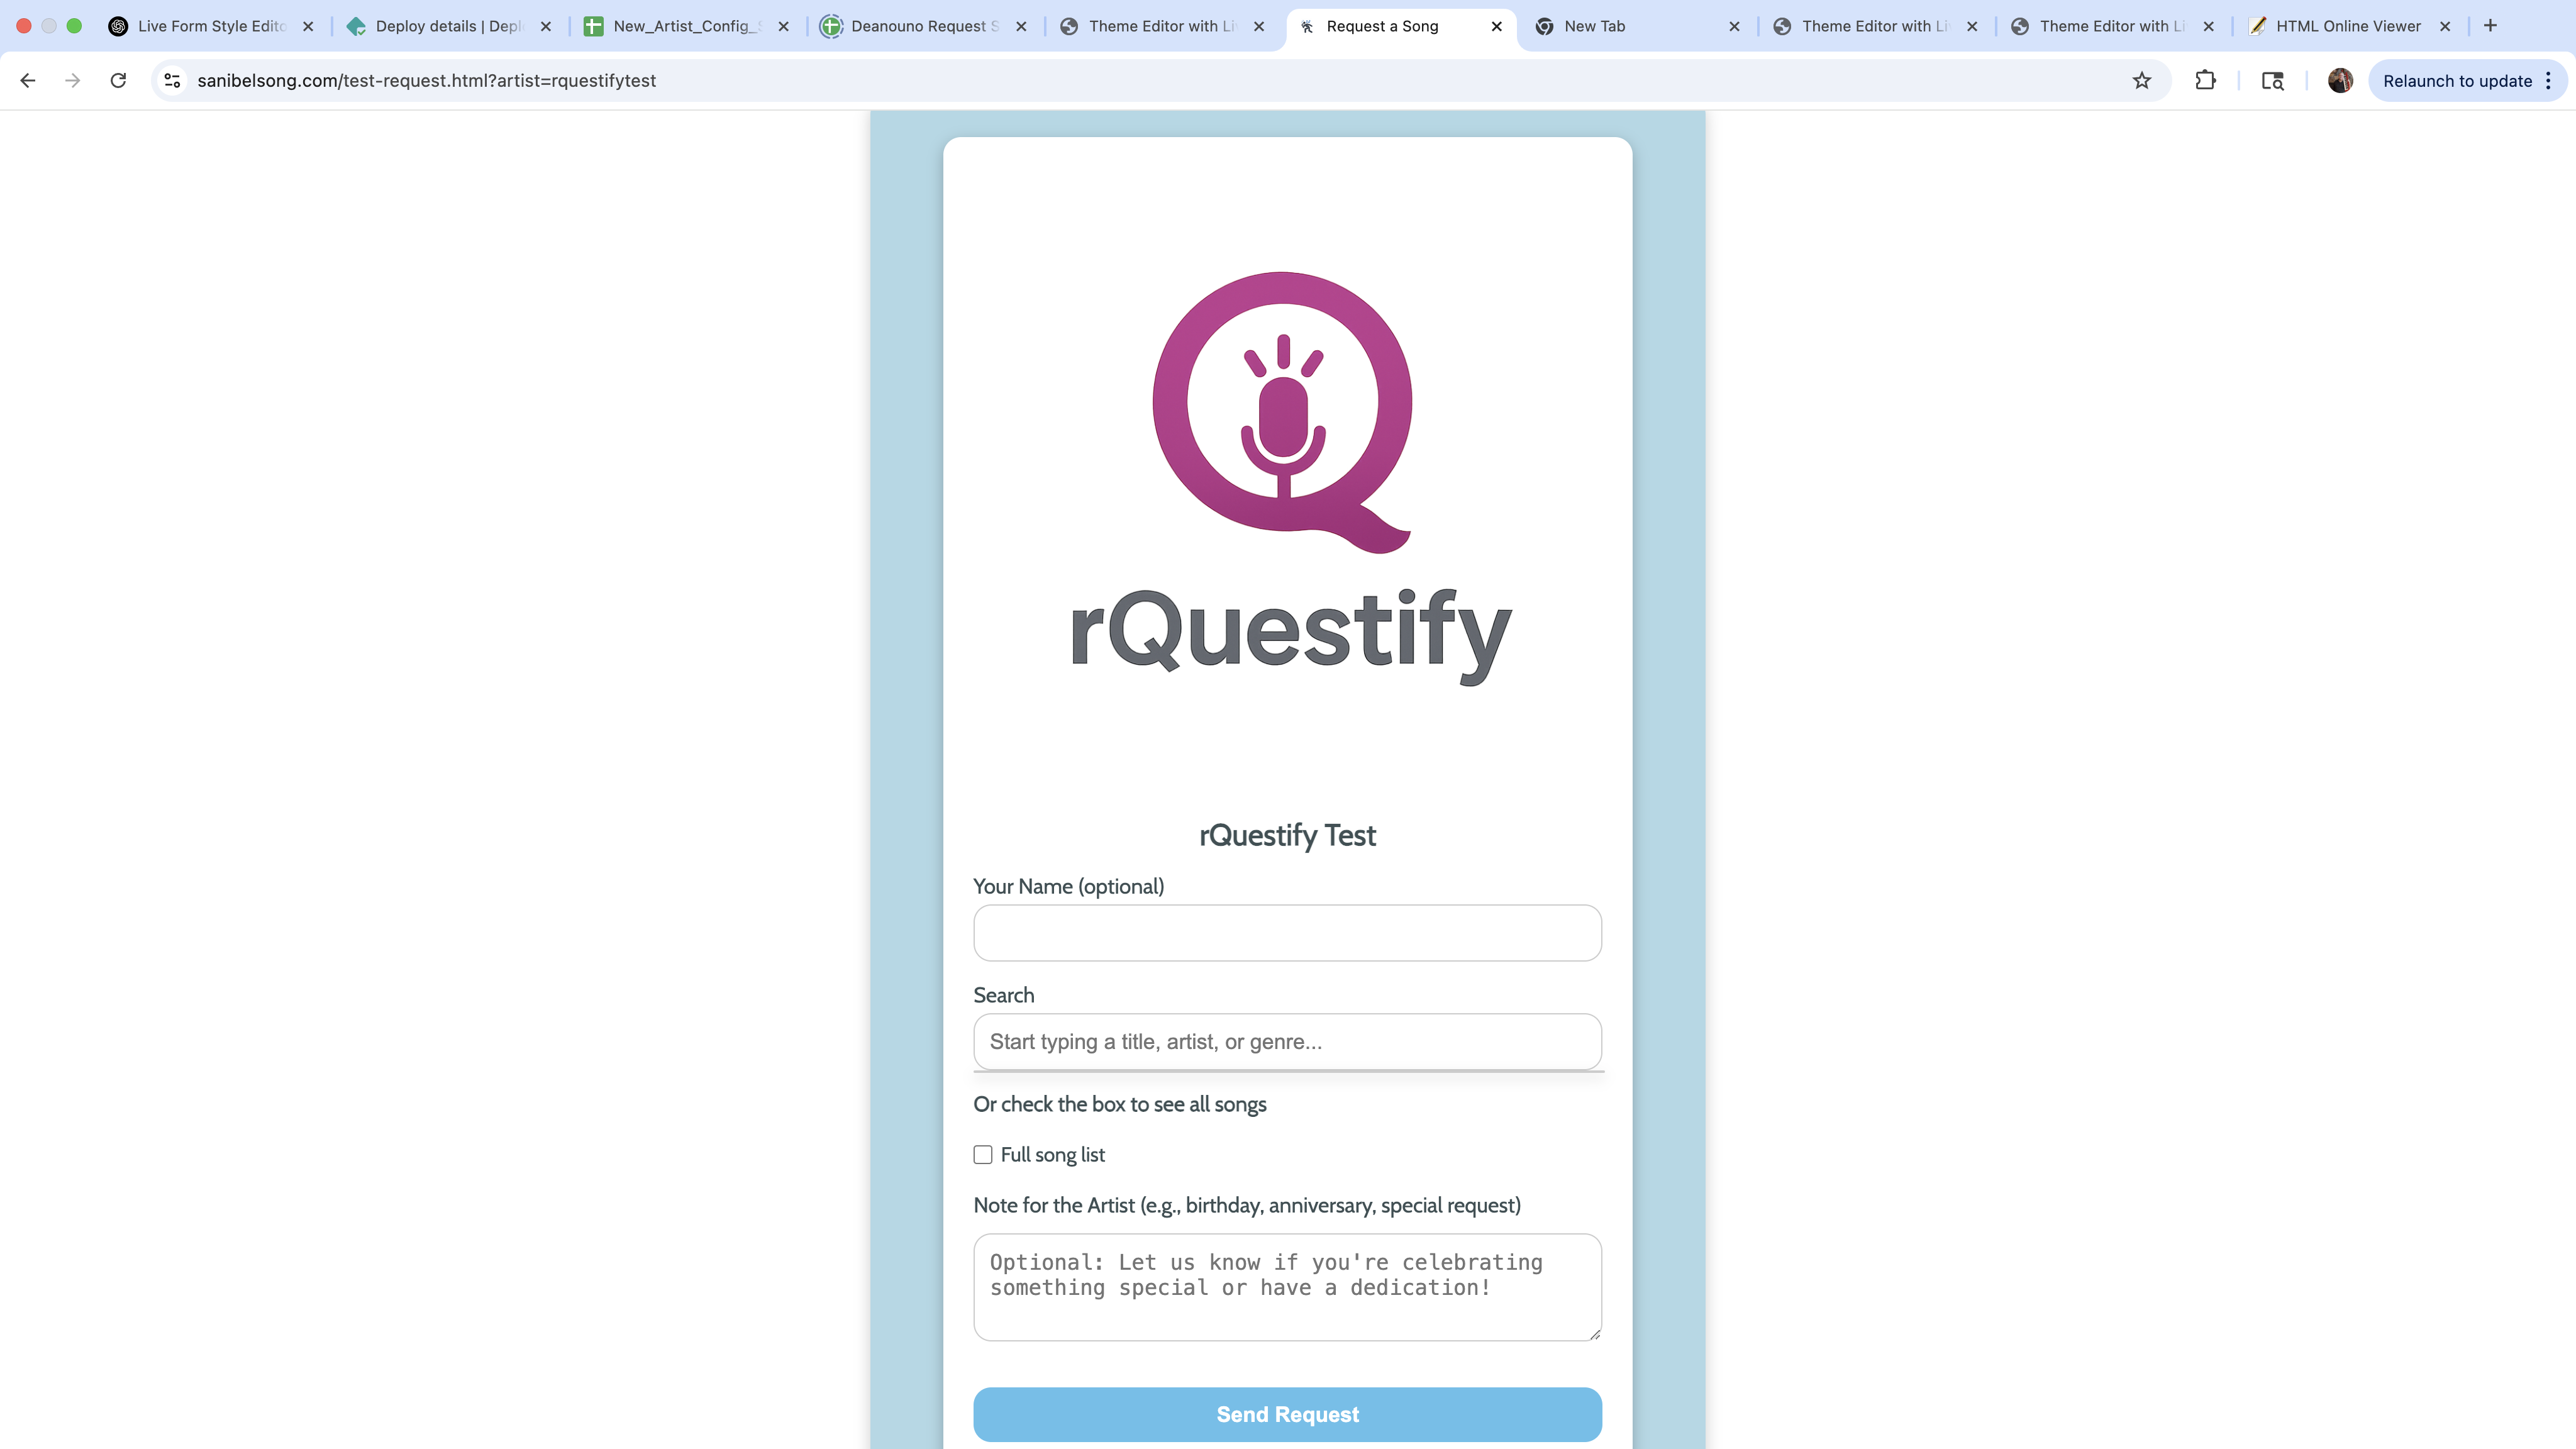 Live Form Style Edito
Deploy details | Depl
New_Artist_Config_S
Deanouno Request S
Theme Editor with Li
Request a Song
New Tab
Theme Editor with Li
Theme Editor with Li
HTML Online Viewer
sanibelsong.com/test-request.html?artist=rquestifytest
Relaunch to update
rQuestify
rQuestify Test
Your Name (optional)
Search
Start typing a title, artist, or genre...
Or check the box to see all songs
Full song list
Note for the Artist (e.g., birthday, anniversary, special request)
Optional: Let us know if you're celebrating
something special or have a dedication!
Send Request